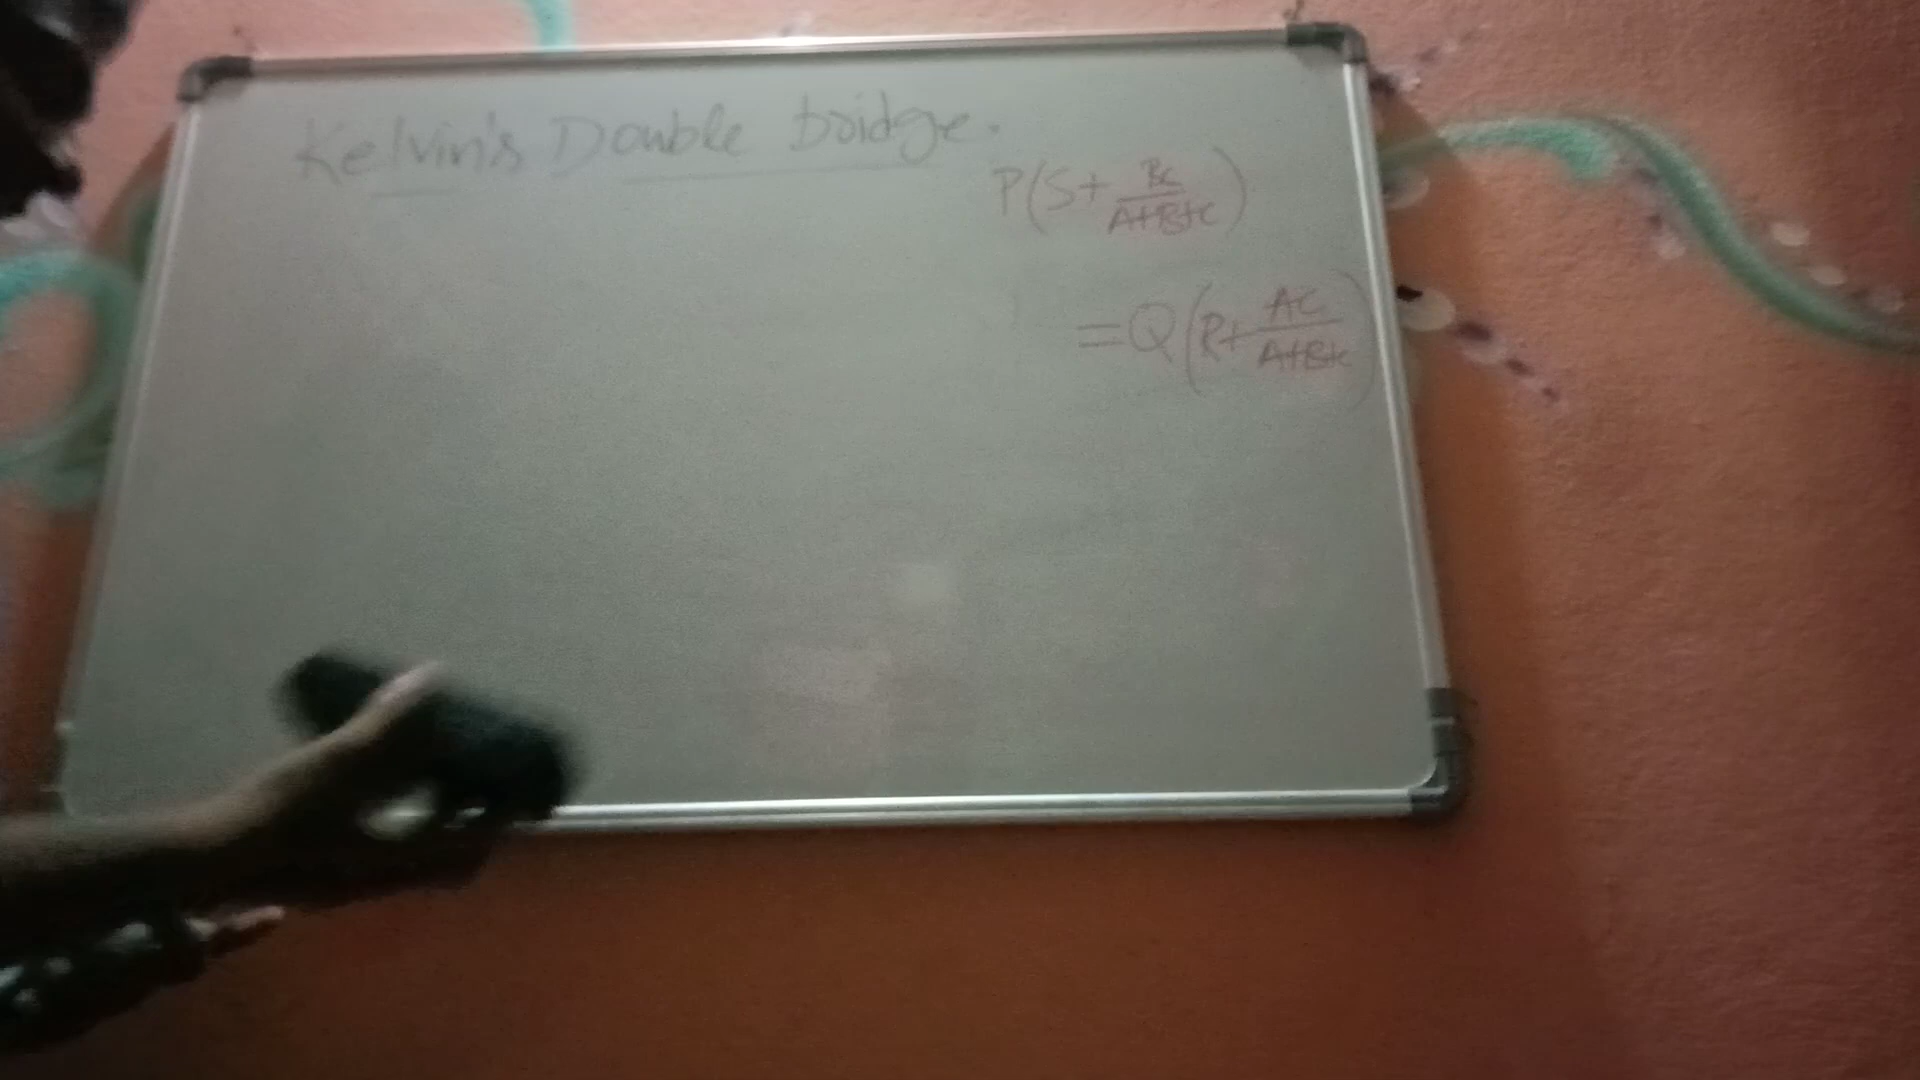 Kelvin's Double bridge.
P(S+ BC/A+B+C)
=Q(R+ AC/A+B+C)